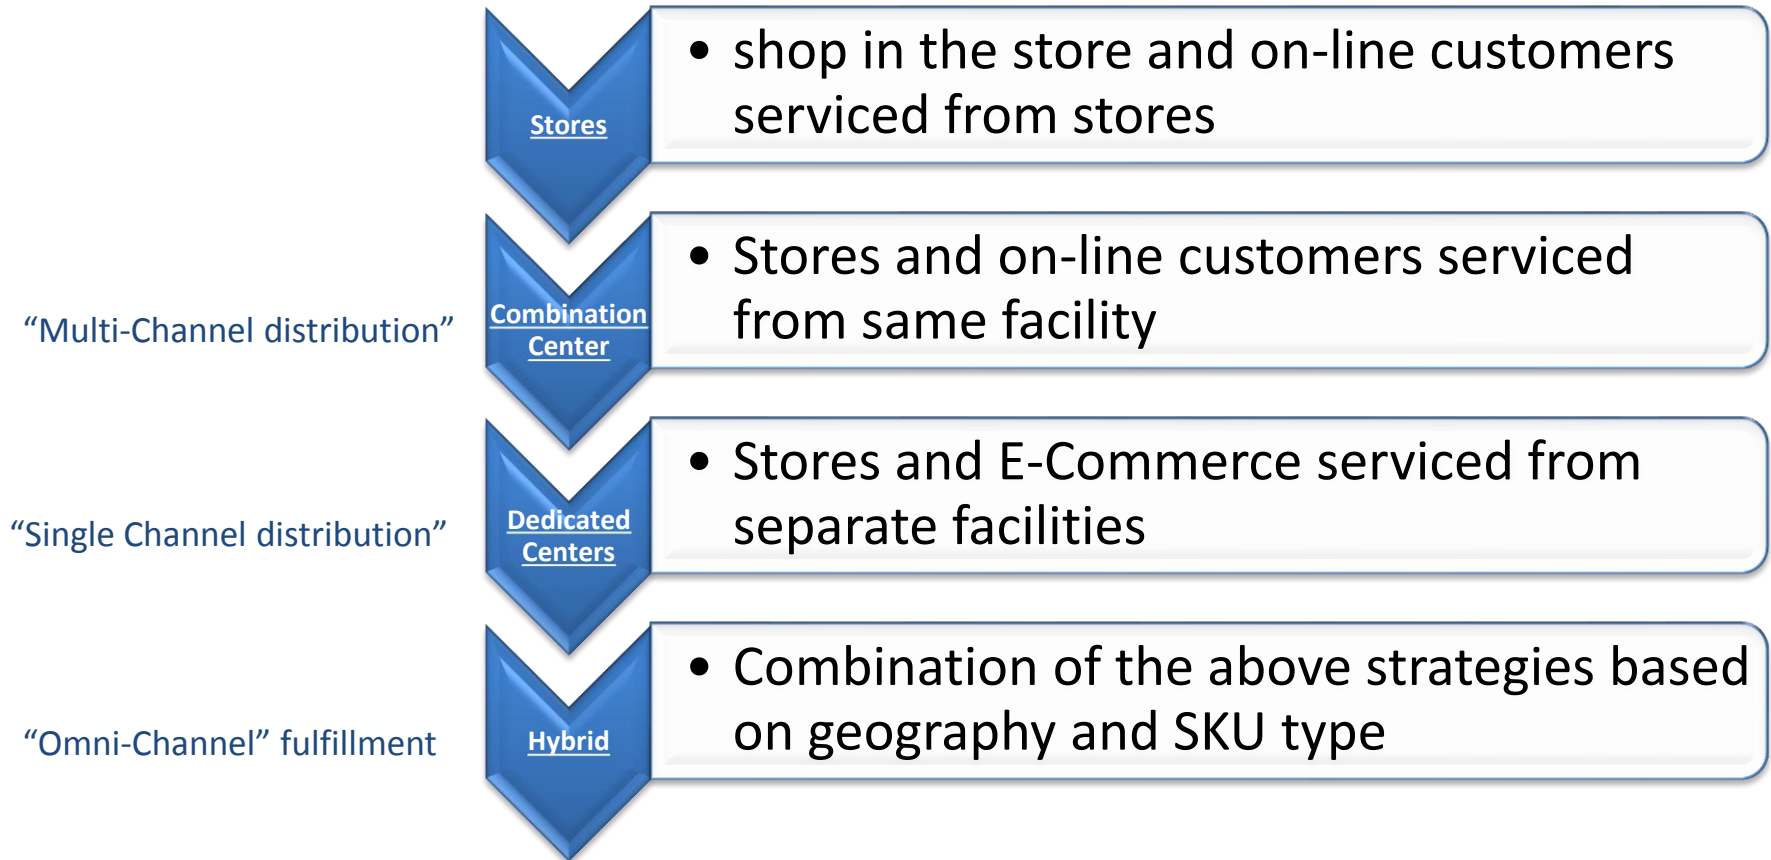 Stores
• shop in the store and on-line customers
serviced from stores
“Multi-Channel distribution”
Combination
Center
• Stores and on-line customers serviced
from same facility
“Single Channel distribution”
Dedicated
Centers
• Stores and E-Commerce serviced from
separate facilities
“Omni-Channel” fulfillment
Hybrid
• Combination of the above strategies based
on geography and SKU type